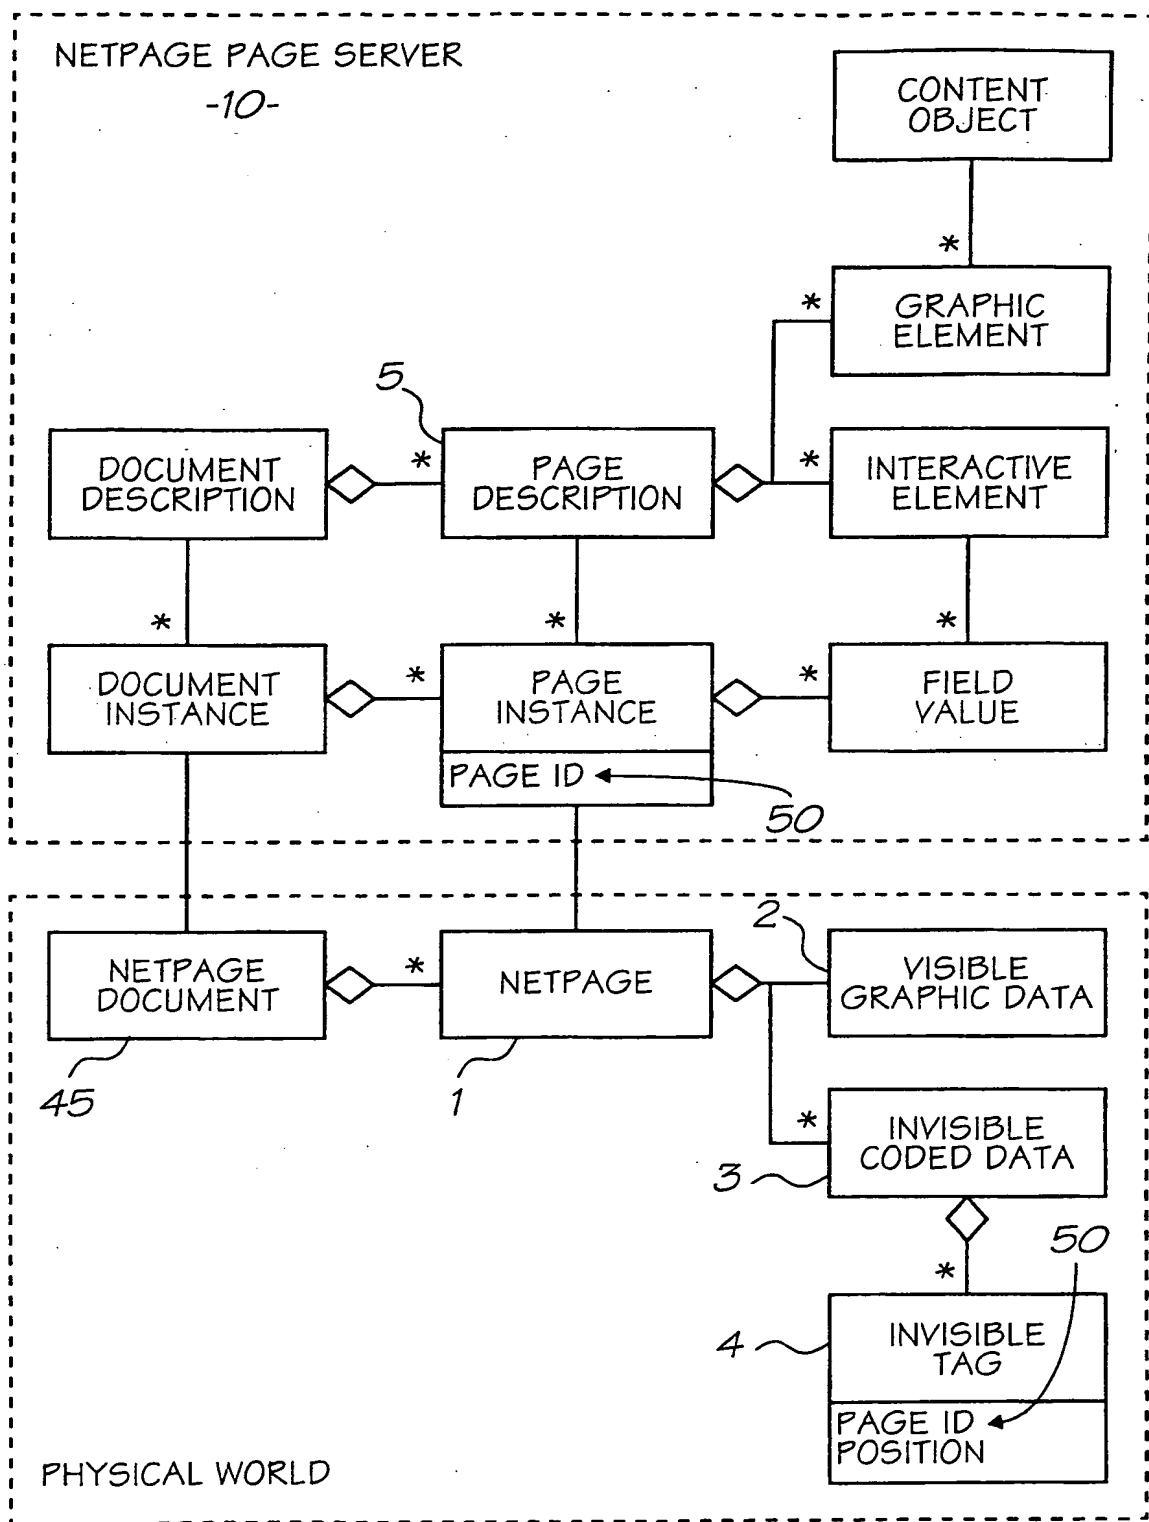 NETPAGE PAGE SERVER
-10-
CONTENT
OBJECT
*
GRAPHIC
ELEMENT
*
5
DOCUMENT
DESCRIPTION
*
PAGE
DESCRIPTION
*
INTERACTIVE
ELEMENT
*
*
*
DOCUMENT
INSTANCE
*
PAGE
INSTANCE
*
FIELD
VALUE
PAGE ID
50
NETPAGE
DOCUMENT
45
*
NETPAGE
1
2
VISIBLE
GRAPHIC DATA
*
INVISIBLE
CODED DATA
3
*
50
4
INVISIBLE
TAG
PAGE ID
POSITION
PHYSICAL WORLD